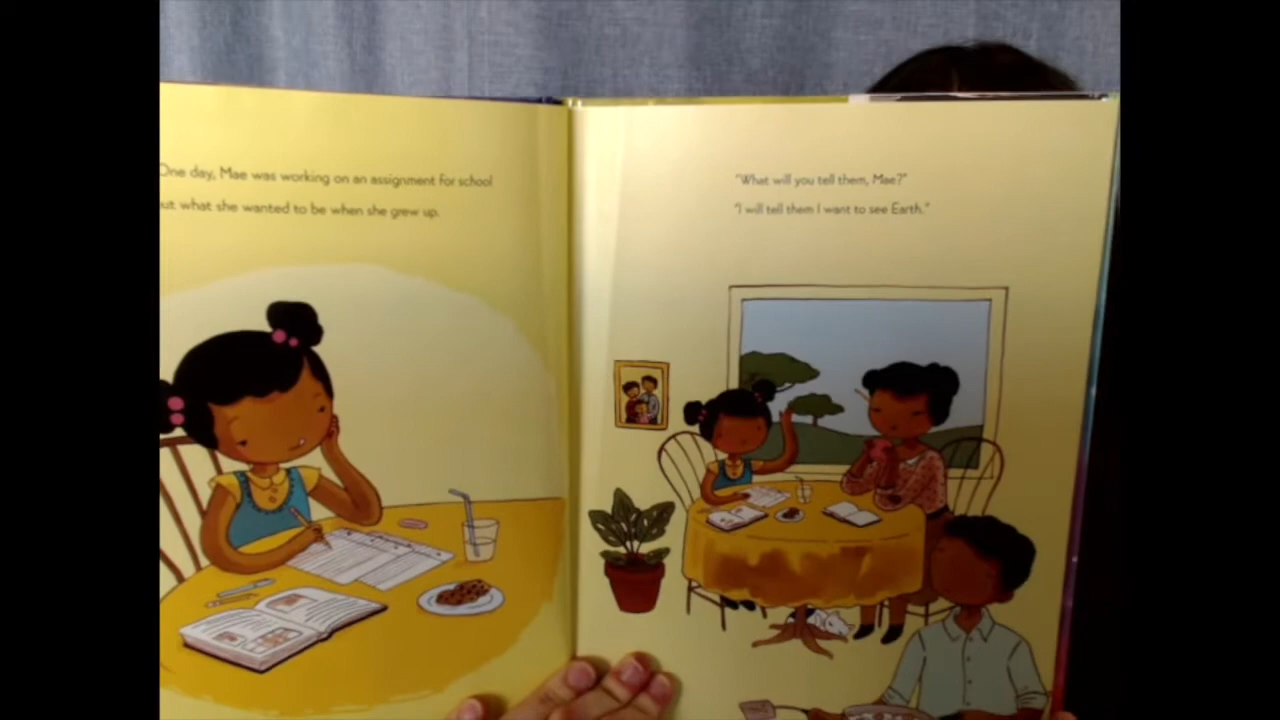 One day, Mae was working on an assignment for school
ut what she wanted to be when she grew up.
"What will you tell them, Mae?"
"I will tell them I want to see Earth."